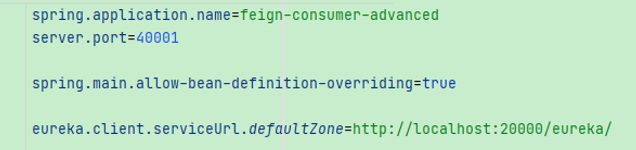 spring.application.name=feign-consumer-advanced
server.port=40001
spring.main.allow-bean-definition-overriding=true
eureka.client.serviceUrl.defaultZone=http://localhost:20000/eureka/